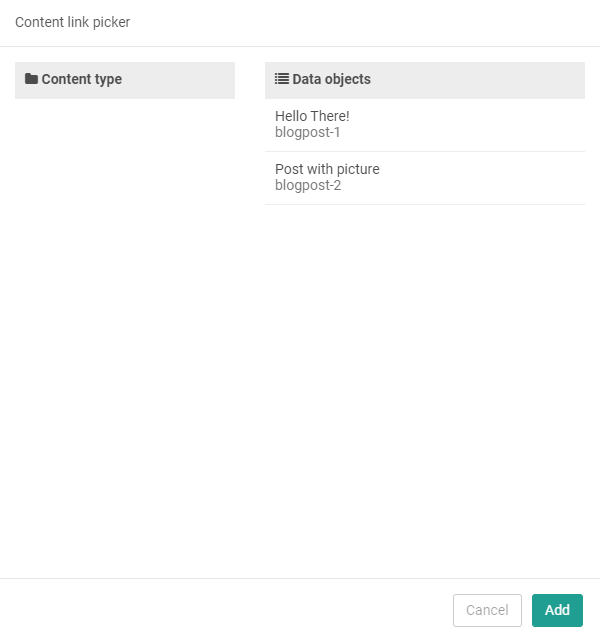 Content link picker
Content type
Data objects
Hello There!
blogpost-1
Post with picture
blogpost-2
Cancel
Add